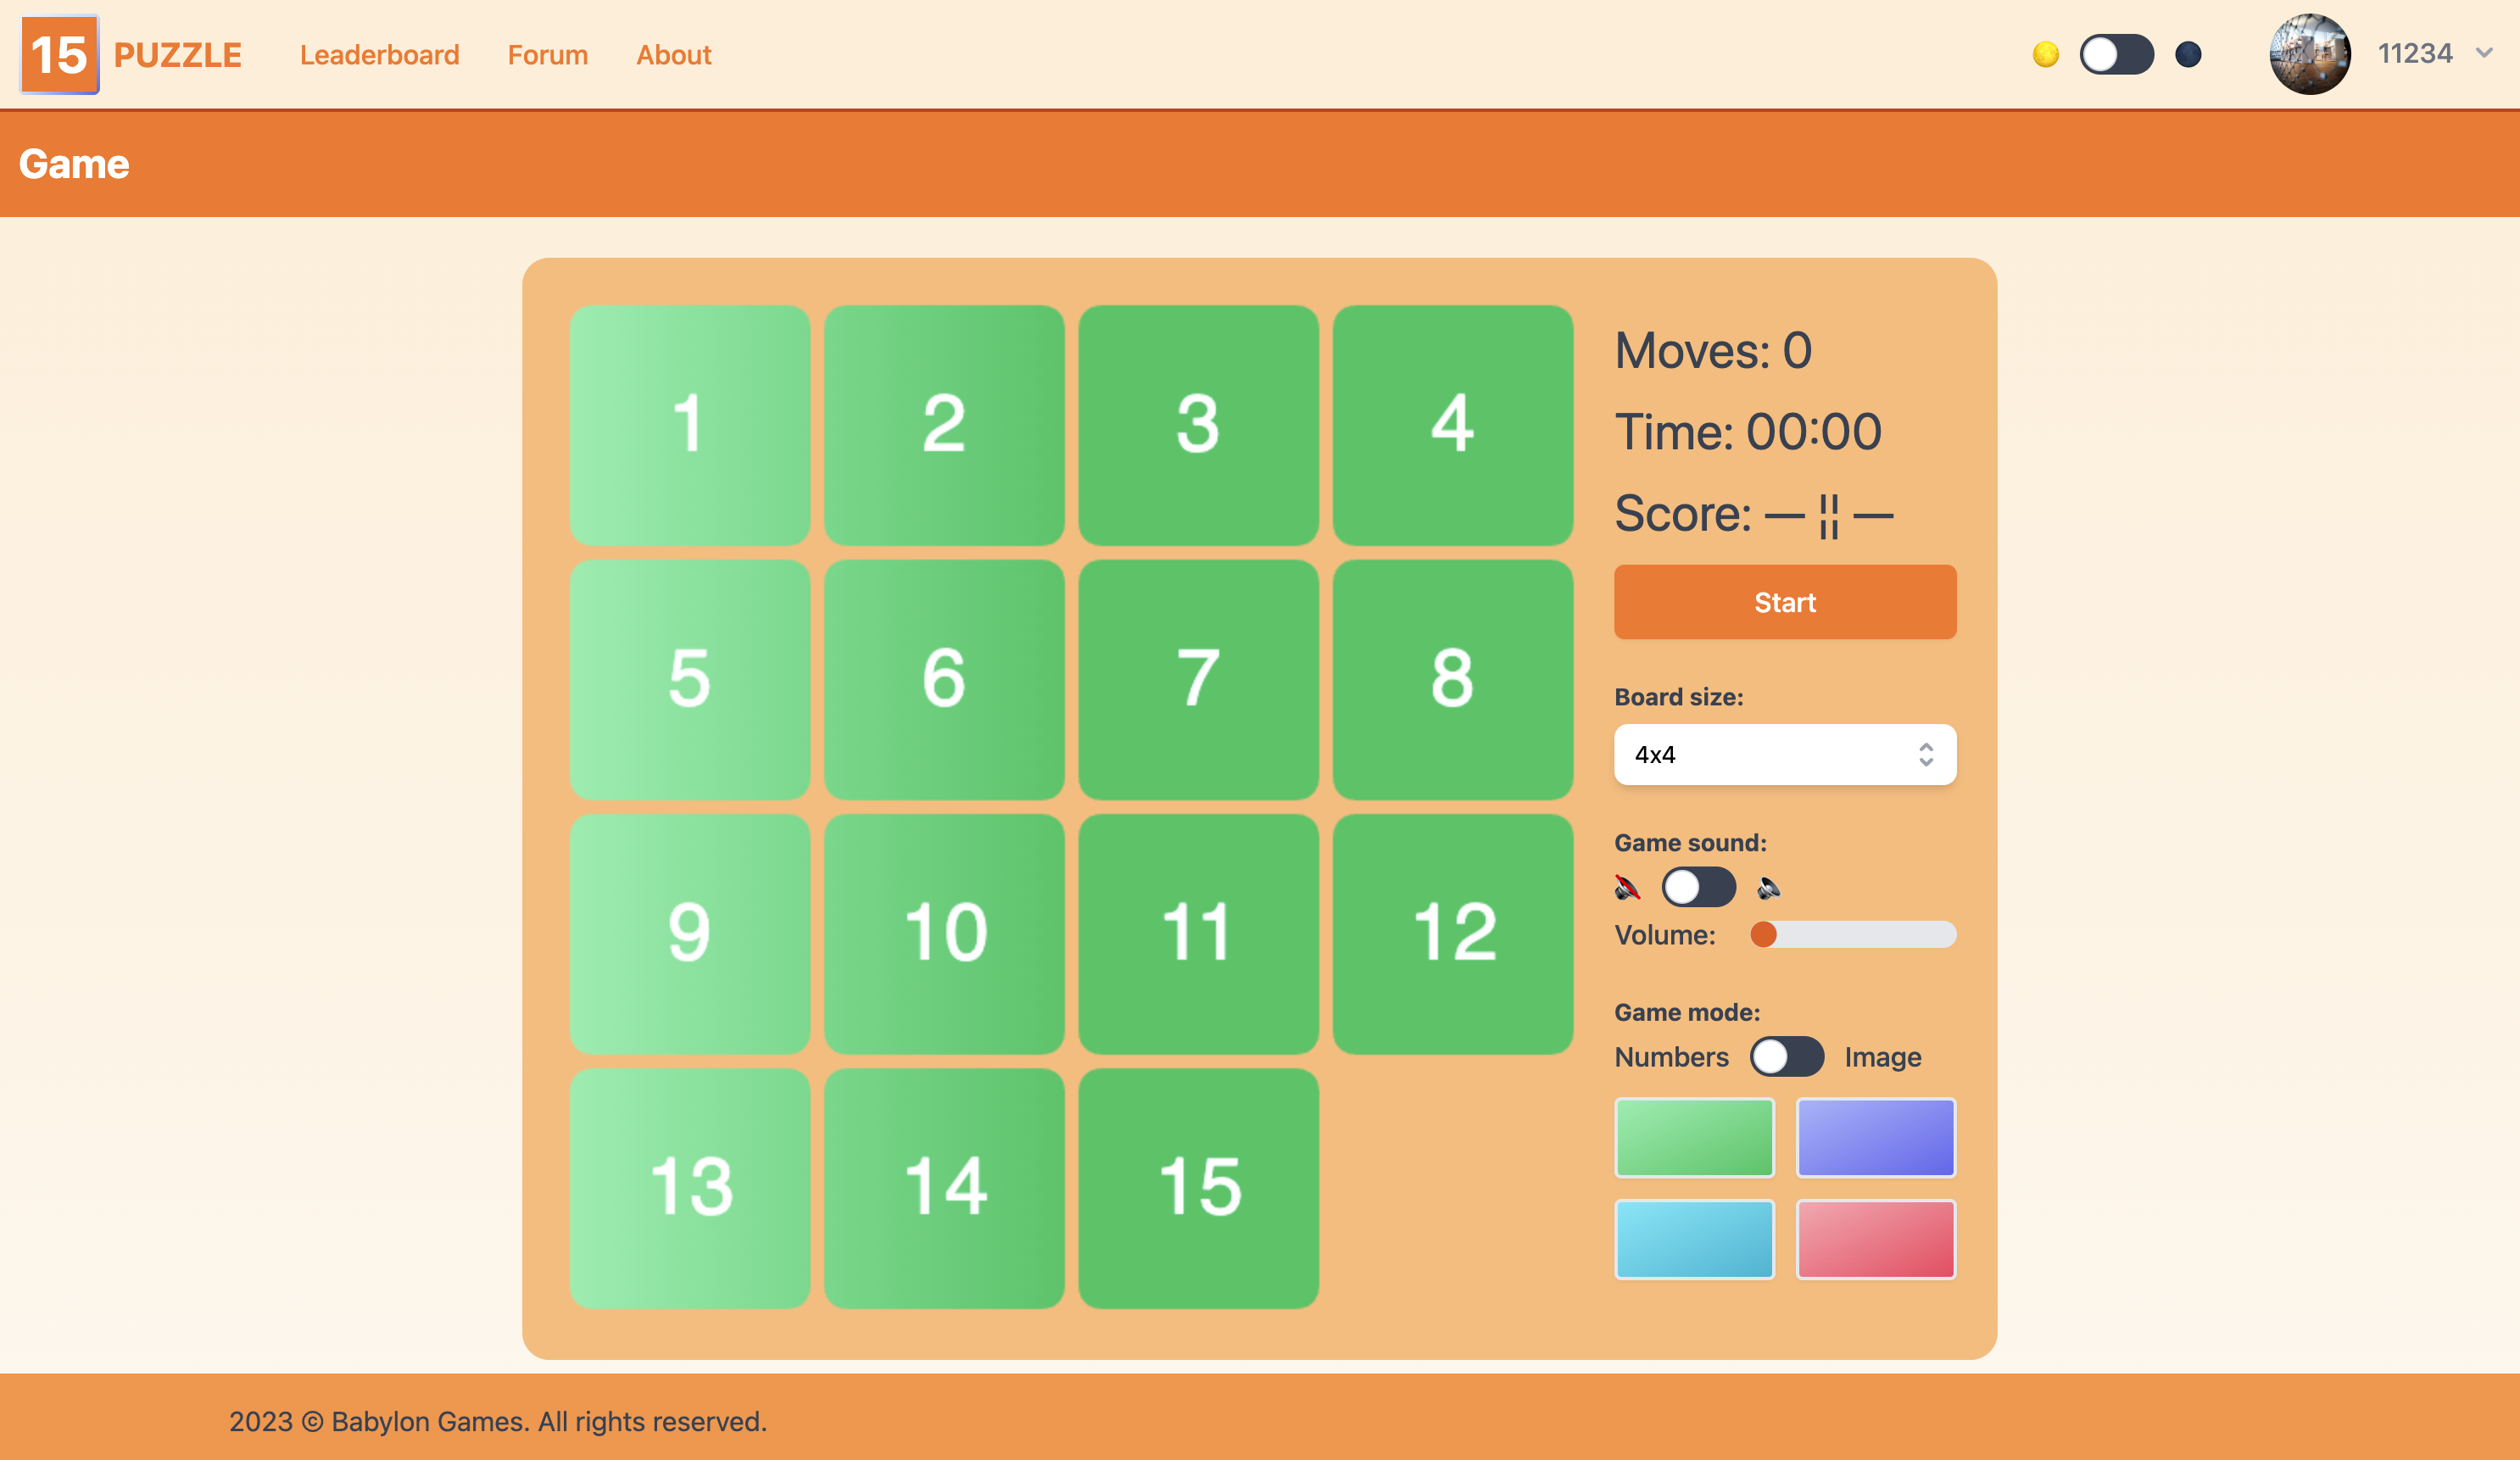 15 PUZZLE Leaderboard Forum About 11234
Game
1 2 3 4
5 6 7 8
9 10 11 12
13 14 15
Moves: 0
Time: 00:00
Score: — ¦¦ —
Start
Board size:
4x4
Game sound:
Volume:
Game mode:
Numbers Image
2023 © Babylon Games. All rights reserved.